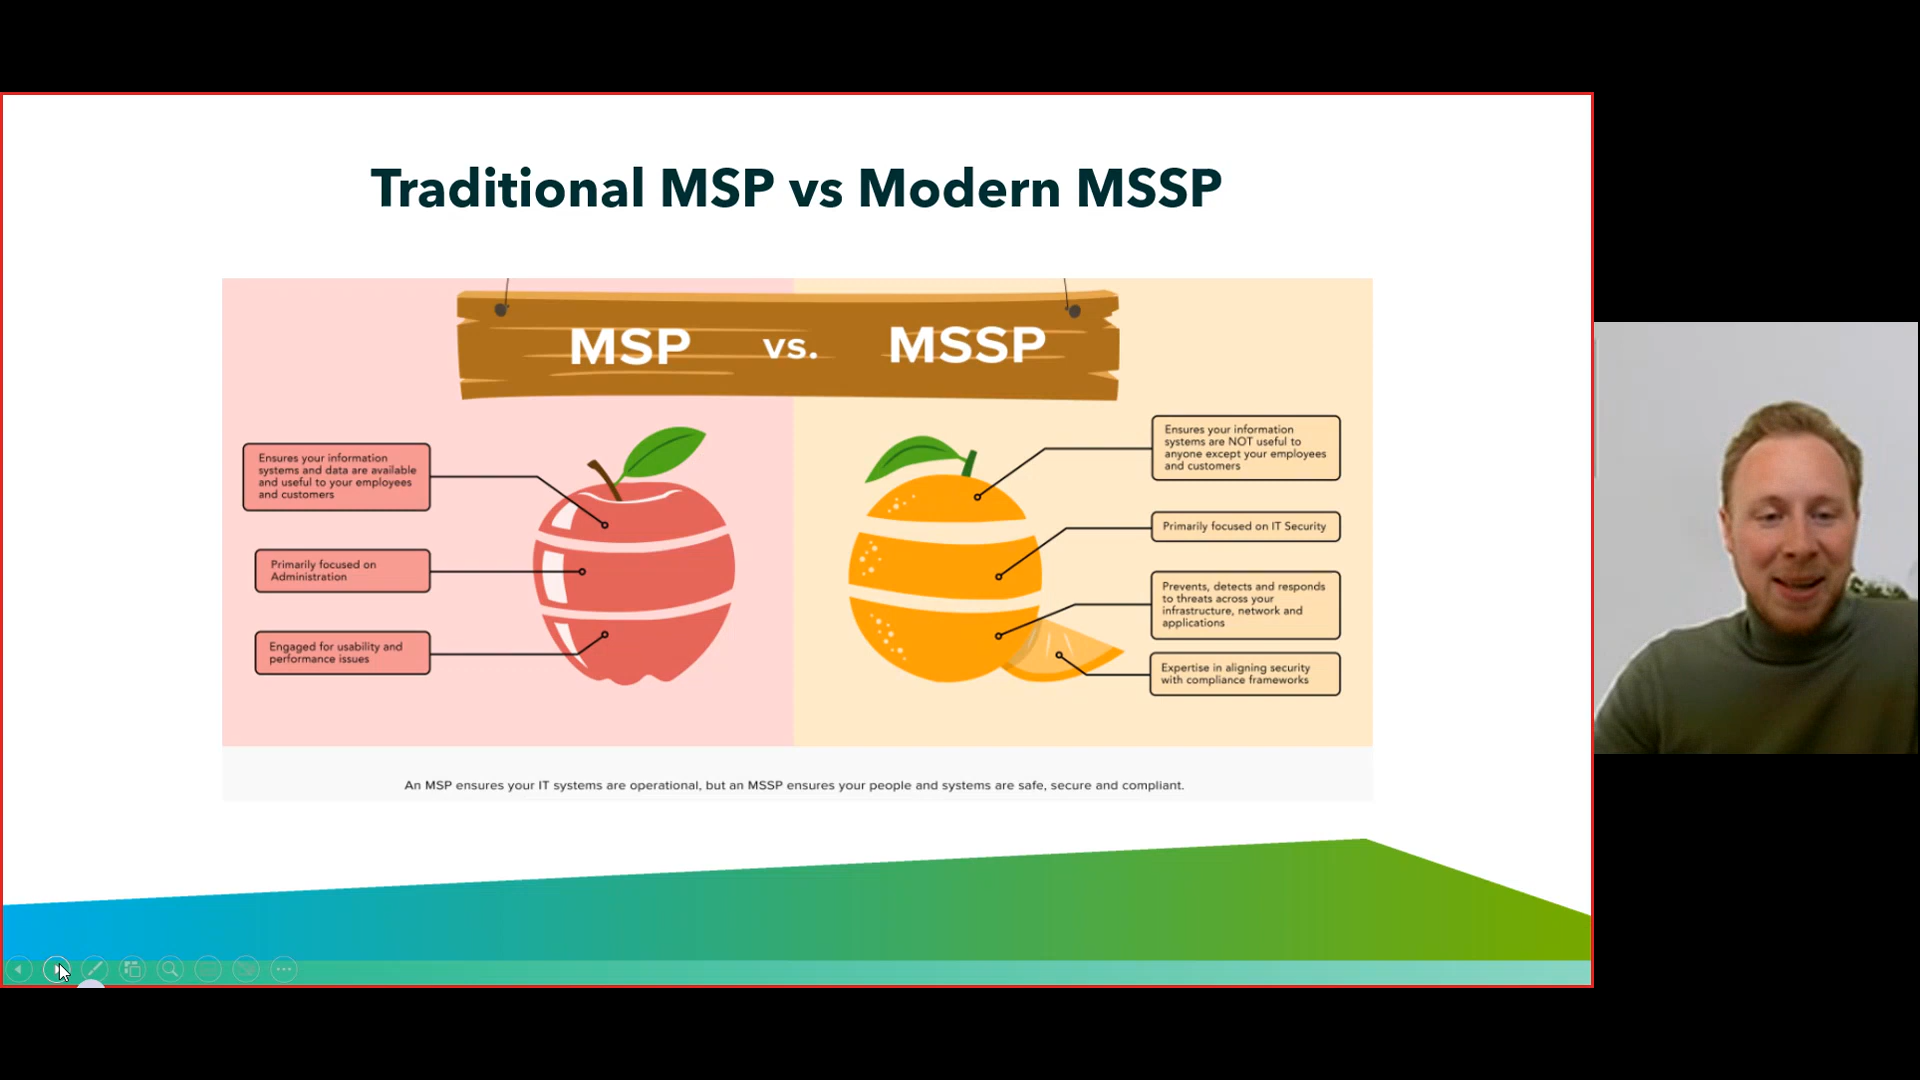 Traditional MSP vs Modern MSSP
MSP vs. MSSP
Ensures your information
systems and data are available
and useful to your employees
and customers
Primarily focused on
Administration
Engaged for usability and
performance issues
Ensures your information
systems are NOT useful to
anyone except your employees
and customers
Primarily focused on IT Security
Prevents, detects and responds
to threats across your
infrastructure, network and
applications
Expertise in aligning security
with compliance frameworks
An MSP ensures your IT systems are operational, but an MSSP ensures your people and systems are safe, secure and compliant.